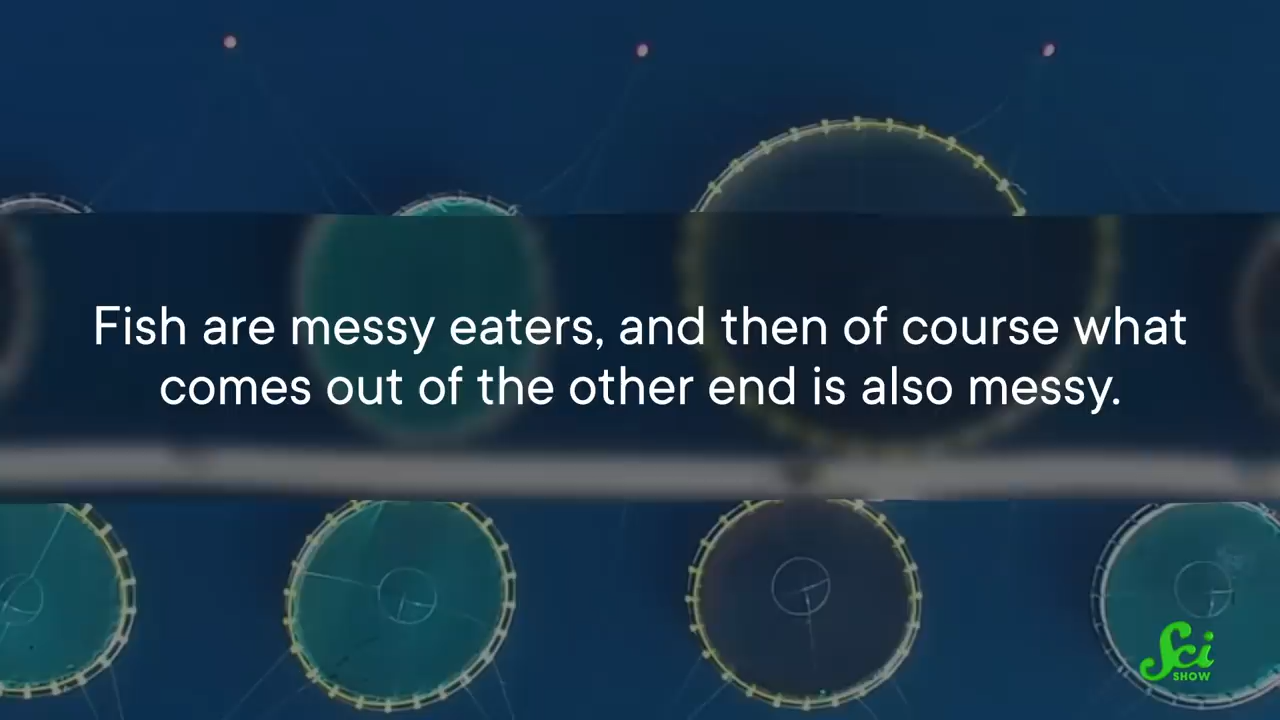 Fish are messy eaters, and then of course what
comes out of the other end is also messy.
Sci
SHOW